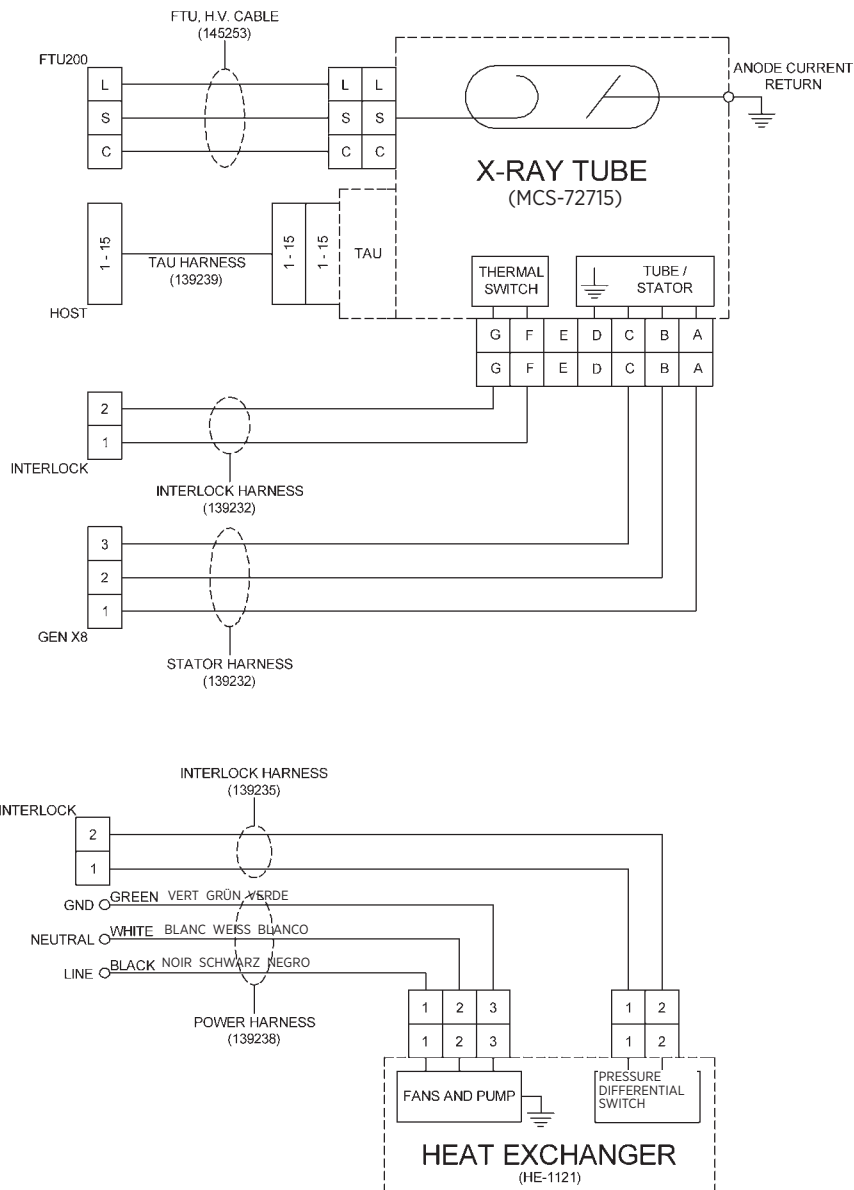 FTU, H.V. CABLE
(145253)
FTU200
L
S
C
L L
S S
C C
ANODE CURRENT
RETURN
X-RAY TUBE
(MCS-72715)
1 - 15
HOST
TAU HARNESS
(139239)
1 - 15
1 - 15
TAU
THERMAL
SWITCH
TUBE /
STATOR
G F E D C B A
G F E D C B A
2
1
INTERLOCK
INTERLOCK HARNESS
(139232)
3
2
1
GEN X8
STATOR HARNESS
(139232)
INTERLOCK HARNESS
(139235)
INTERLOCK
2
1
GND GREEN VERT GRÜN VERDE
NEUTRAL WHITE BLANC WEISS BLANCO
LINE BLACK NOIR SCHWARZ NEGRO
POWER HARNESS
(139238)
1 2 3
1 2 3
1 2
1 2
FANS AND PUMP
PRESSURE
DIFFERENTIAL
SWITCH
HEAT EXCHANGER
(HE-1121)